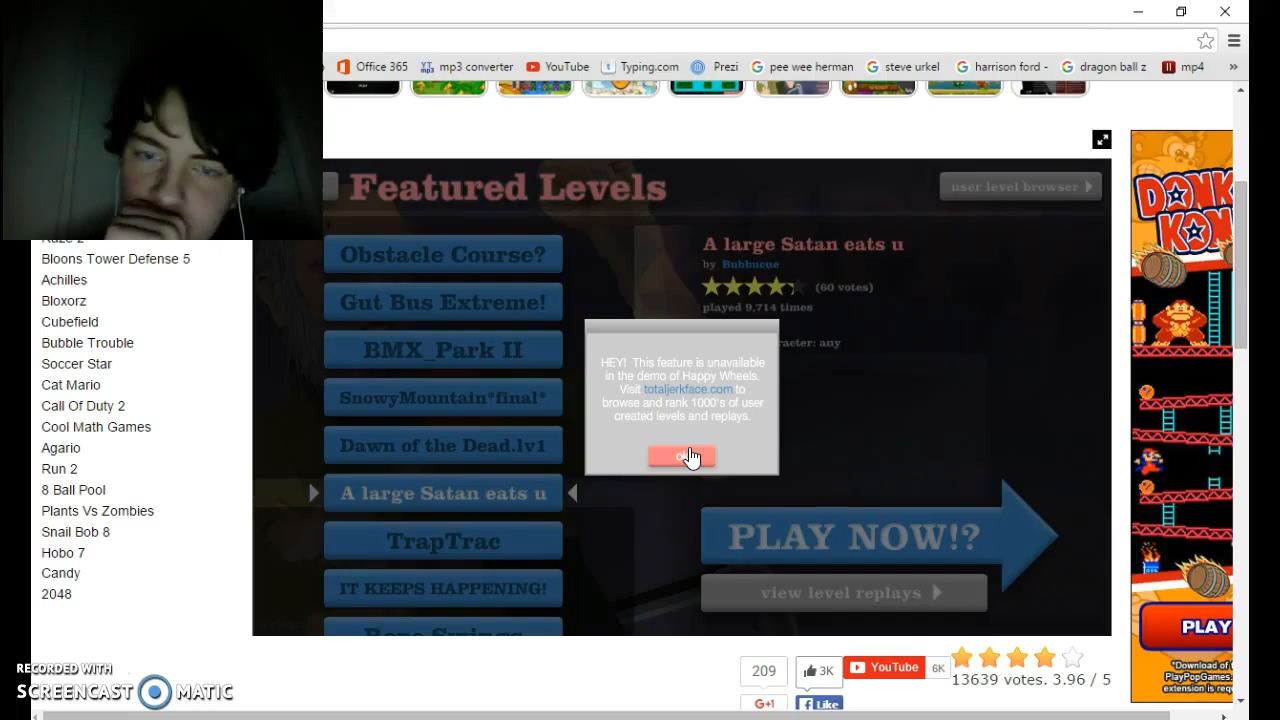 Office 365
mp3 converter
YouTube
Typing.com
Prezi
pee wee herman
steve urkel
harrison ford -
dragon ball z
mp4
»
Featured Levels
user level browser
Obstacle Course?
Gut Bus Extreme!
BMX_Park II
SnowyMountain*final*
Dawn of the Dead.lv1
A large Satan eats u
TrapTrac
IT KEEPS HAPPENING!
Rope Swings
A large Satan eats u
by Bubbucue
(60 votes)
played 9,714 times
racter: any
HEY! This feature is unavailable
in the demo of Happy Wheels.
Visit totaljerkface.com to
browse and rank 1000's of user
created levels and replays.
PLAY NOW!?
view level replays
Bloons Tower Defense 5
Achilles
Bloxorz
Cubefield
Bubble Trouble
Soccer Star
Cat Mario
Call Of Duty 2
Cool Math Games
Agario
Run 2
8 Ball Pool
Plants Vs Zombies
Snail Bob 8
Hobo 7
Candy
2048
DONK
KON
PLAY
*Download of
PlayPopGames.
extension is requ
209
G+1
3K
Like
YouTube
6K
13639 votes. 3.96 / 5
RECORDED WITH
SCREENCAST MATIC